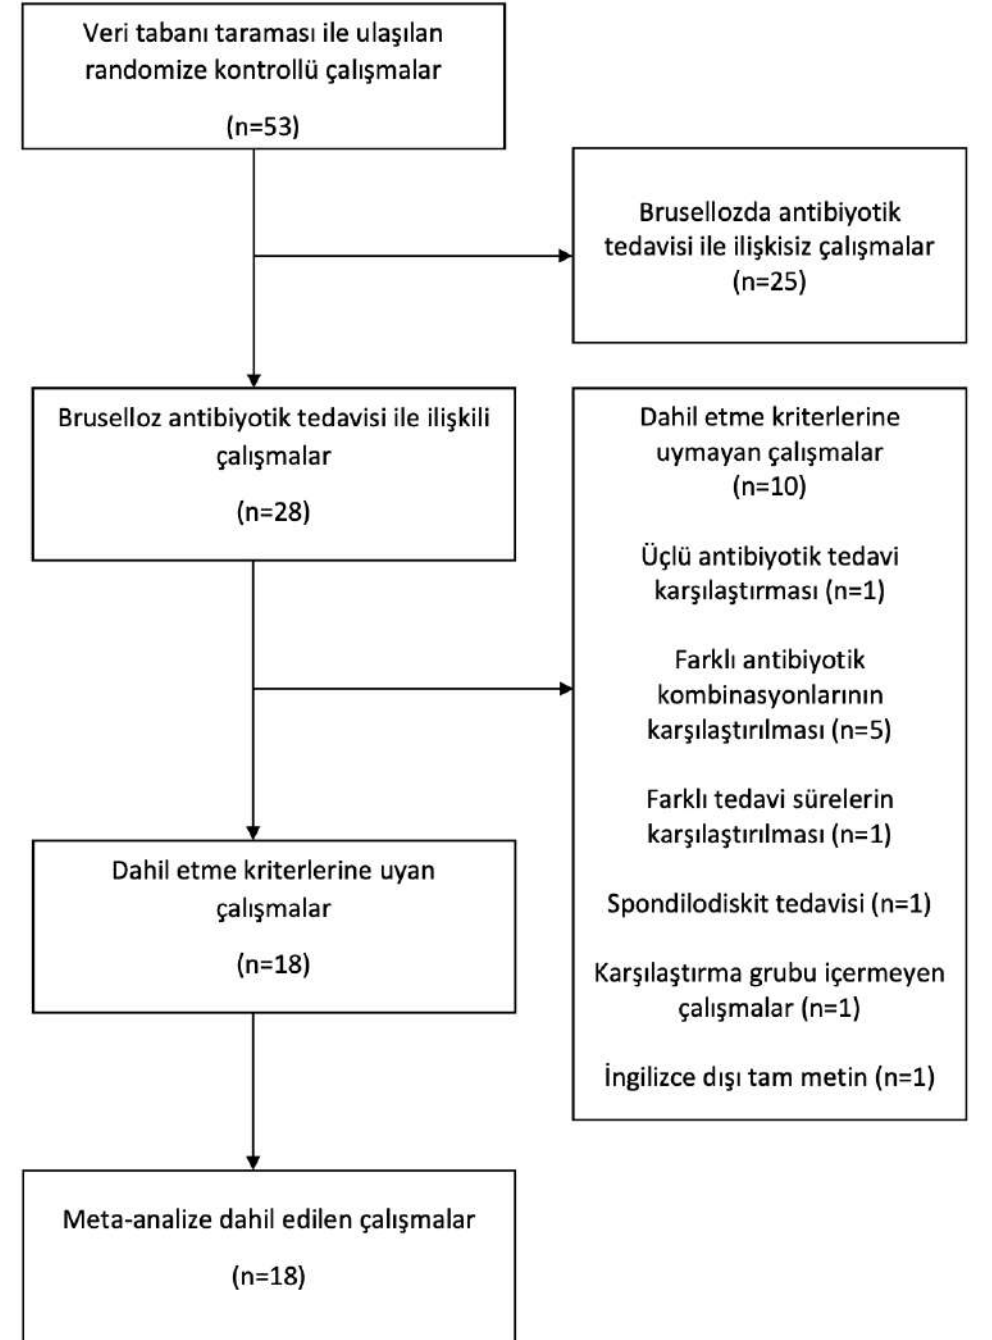 Veri tabanı taraması ile ulaşılan
randomize kontrollü çalışmalar
(n=53)
Brusellozda antibiyotik
tedavisi ile ilişkisiz çalışmalar
(n=25)
Bruselloz antibiyotik tedavisi ile ilişkili
çalışmalar
(n=28)
Dahil etme kriterlerine
uymayan çalışmalar
(n=10)
Üçlü antibiyotik tedavi
karşılaştırması (n=1)
Farklı antibiyotik
kombinasyonlarının
karşılaştırılması (n=5)
Farklı tedavi sürelerin
karşılaştırılması (n=1)
Spondilodiskit tedavisi (n=1)
Karşılaştırma grubu içermeyen
çalışmalar (n=1)
İngilizce dışı tam metin (n=1)
Dahil etme kriterlerine uyan
çalışmalar
(n=18)
Meta-analize dahil edilen çalışmalar
(n=18)